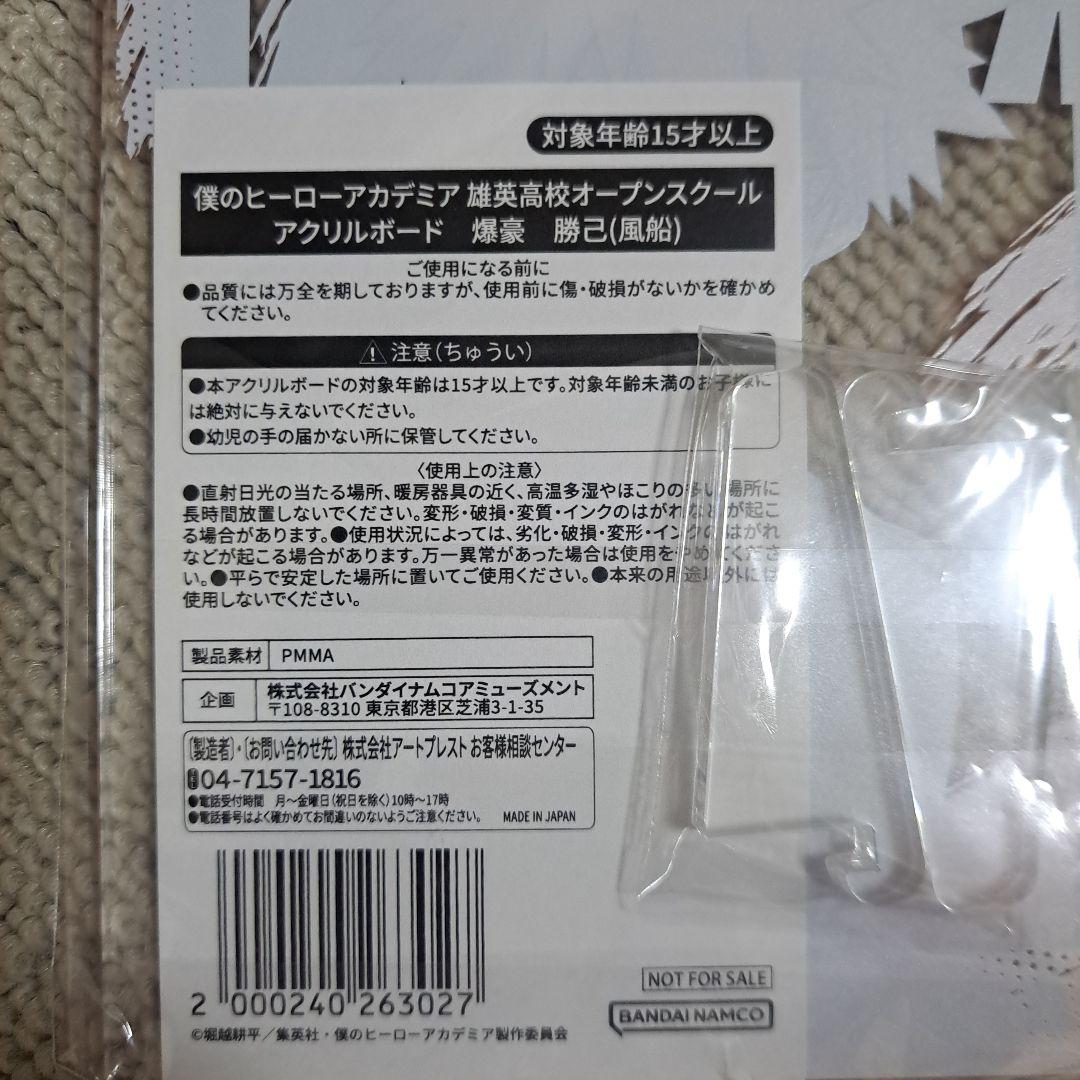 対象年齢15才以上
僕のヒーローアカデミア 雄英高校オープンスクール
アクリルボード 爆豪 勝己(風船)
ご使用になる前に
●品質には万全を期しておりますが、使用前に傷・破損がないかを確かめ
てください。
⚠注意(ちゅうい)
●本アクリルボードの対象年齢は15才以上です。対象年齢未満のお子様に
は絶対に与えないでください。
●幼児の手の届かない所に保管してください。
〈使用上の注意〉
●直射日光の当たる場所、暖房器具の近く、高温多湿やほこりの多い場所に
長時間放置しないでください。変形・破損・変質・インクのはがれなどが起こ
る場合があります。●使用状況によっては、劣化・破損・変形・インクのはがれ
などが起こる場合があります。万一異常があった場合は使用をやめてくださ
い。●平らで安定した場所に置いてご使用ください。●本来の用途以外には
使用しないでください。
製品素材 PMMA
企画 株式会社バンダイナムコアミューズメント
〒108-8310 東京都港区芝浦3-1-35
〔製造者〕・〔お問い合わせ先〕株式会社アートプレスト お客様相談センター
04-7157-1816
●電話受付時間 月～金曜日(祝日を除く)10時～17時
●電話番号はよく確かめてお間違いのないようご注意ください。 MADE IN JAPAN
2 000240 263027
NOT FOR SALE
BANDAI NAMCO
©堀越耕平／集英社・僕のヒーローアカデミア製作委員会